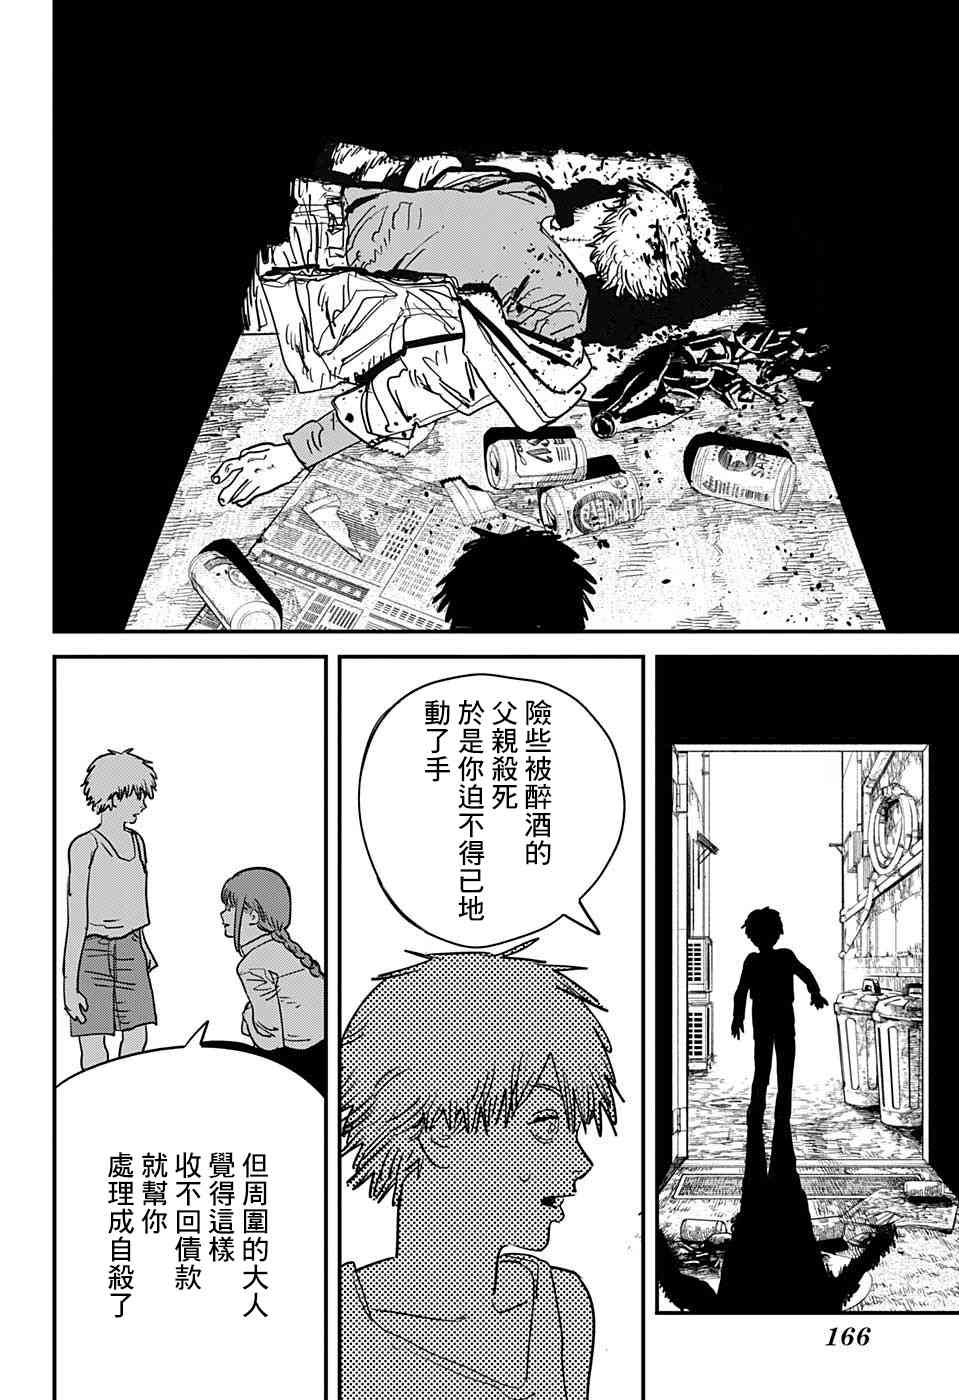 險些被醉酒的
父親殺死
於是你迫不得已地
動了手
但周圍的大人
覺得這樣
收不回債款
就幫你
處理成自殺了
166